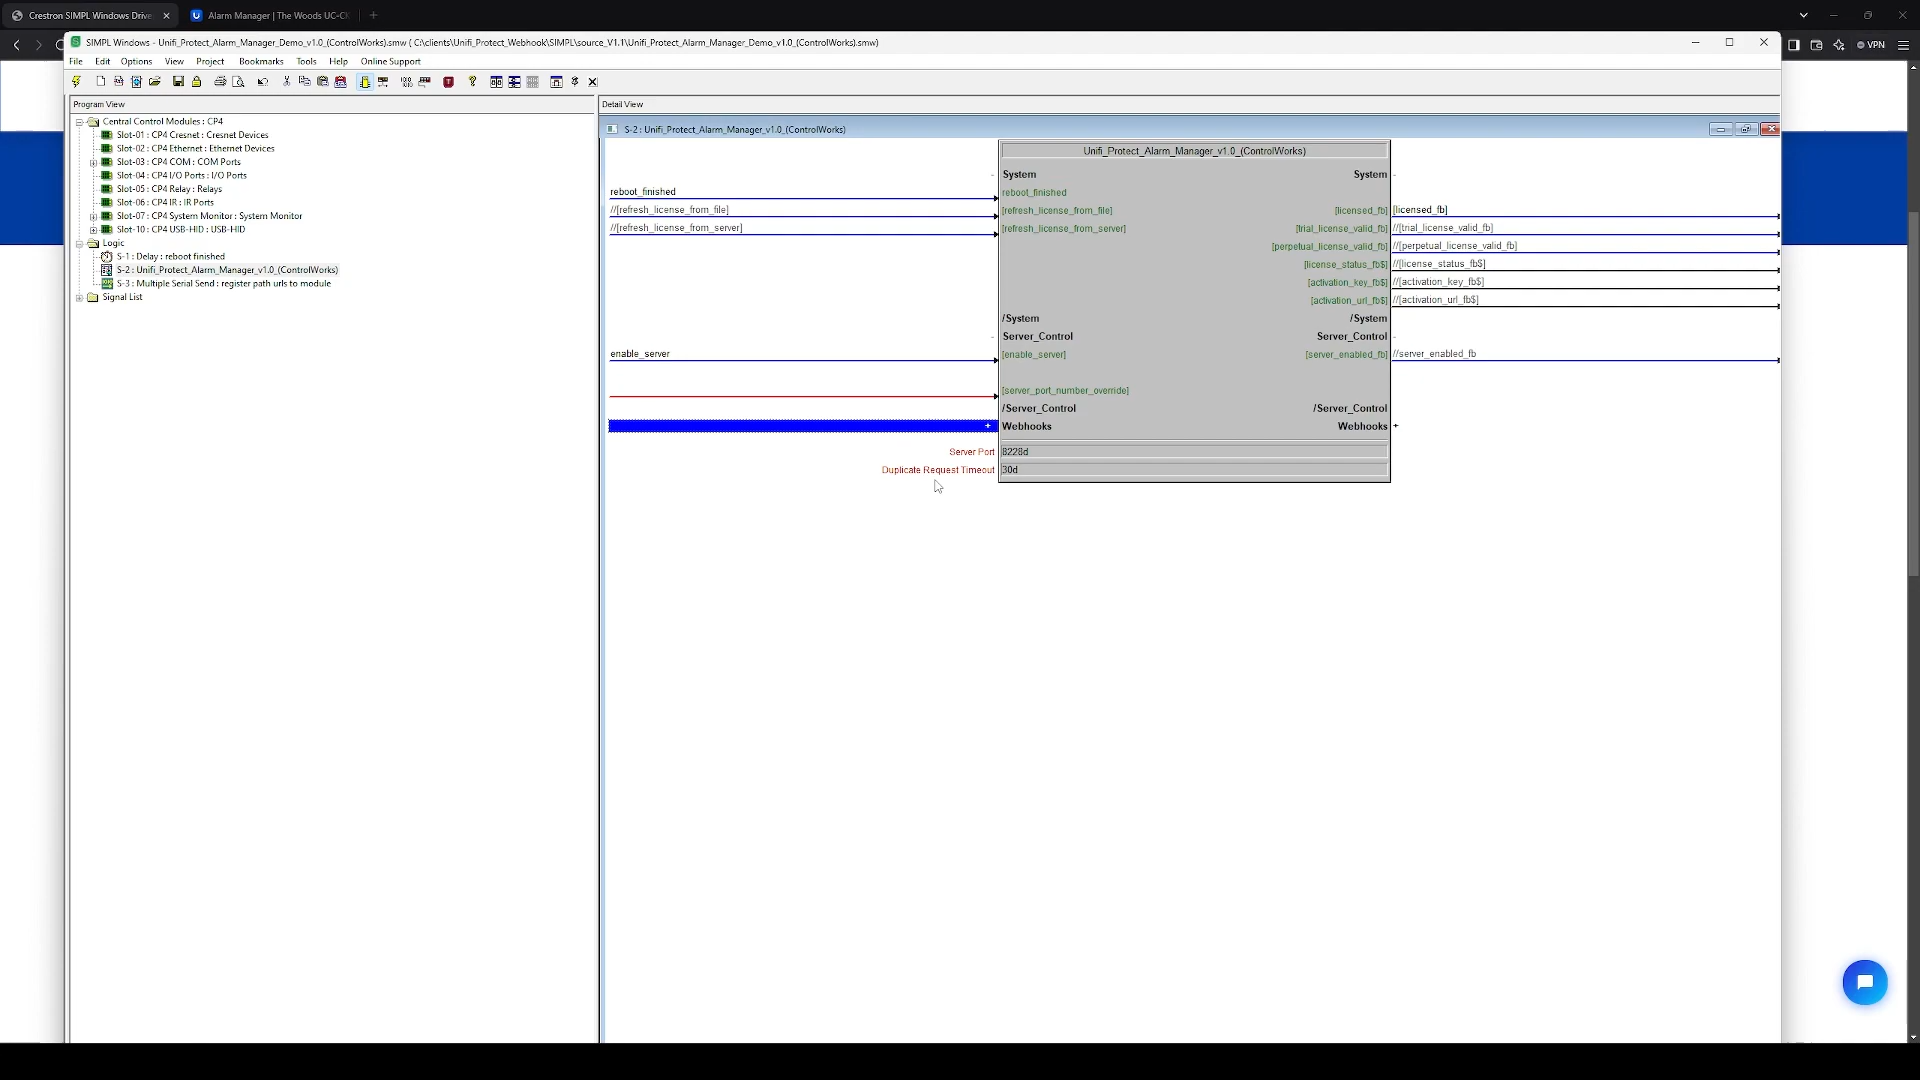 Crestron SIMPL Windows Drive
Alarm Manager | The Woods UC-C
VPN
SIMPL Windows - Unifi_Protect_Alarm_Manager_Demo_v1.0_(ControlWorks).smw ( C:\clients\Unifi_Protect_Webhook\SIMPL\source_V1.1\Unifi_Protect_Alarm_Manager_Demo_v1.0_(ControlWorks).smw)
File Edit Options View Project Bookmarks Tools Help Online Support
Program View
Central Control Modules : CP4
Slot-01 : CP4 Cresnet : Cresnet Devices
Slot-02 : CP4 Ethernet : Ethernet Devices
Slot-03 : CP4 COM : COM Ports
Slot-04 : CP4 I/O Ports : I/O Ports
Slot-05 : CP4 Relay : Relays
Slot-06 : CP4 IR : IR Ports
Slot-07 : CP4 System Monitor : System Monitor
Slot-10 : CP4 USB-HID : USB-HID
Logic
S-1 : Delay : reboot finished
S-2 : Unifi_Protect_Alarm_Manager_v1.0_(ControlWorks)
S-3 : Multiple Serial Send : register path urls to module
Signal List
Detail View
S-2 : Unifi_Protect_Alarm_Manager_v1.0_(ControlWorks)
Unifi_Protect_Alarm_Manager_v1.0_(ControlWorks)
- System System -
reboot_finished reboot_finished
//[refresh_license_from_file] [refresh_license_from_file] [licensed_fb] [licensed_fb]
//[refresh_license_from_server] [refresh_license_from_server] [trial_license_valid_fb] //[trial_license_valid_fb]
[perpetual_license_valid_fb] //[perpetual_license_valid_fb]
[license_status_fb$] //[license_status_fb$]
[activation_key_fb$] //[activation_key_fb$]
[activation_url_fb$] //[activation_url_fb$]
/System /System
- Server_Control Server_Control -
enable_server [enable_server] [server_enabled_fb] //server_enabled_fb
[server_port_number_override]
/Server_Control /Server_Control
+ Webhooks Webhooks +
Server Port 8228d
Duplicate Request Timeout 30d